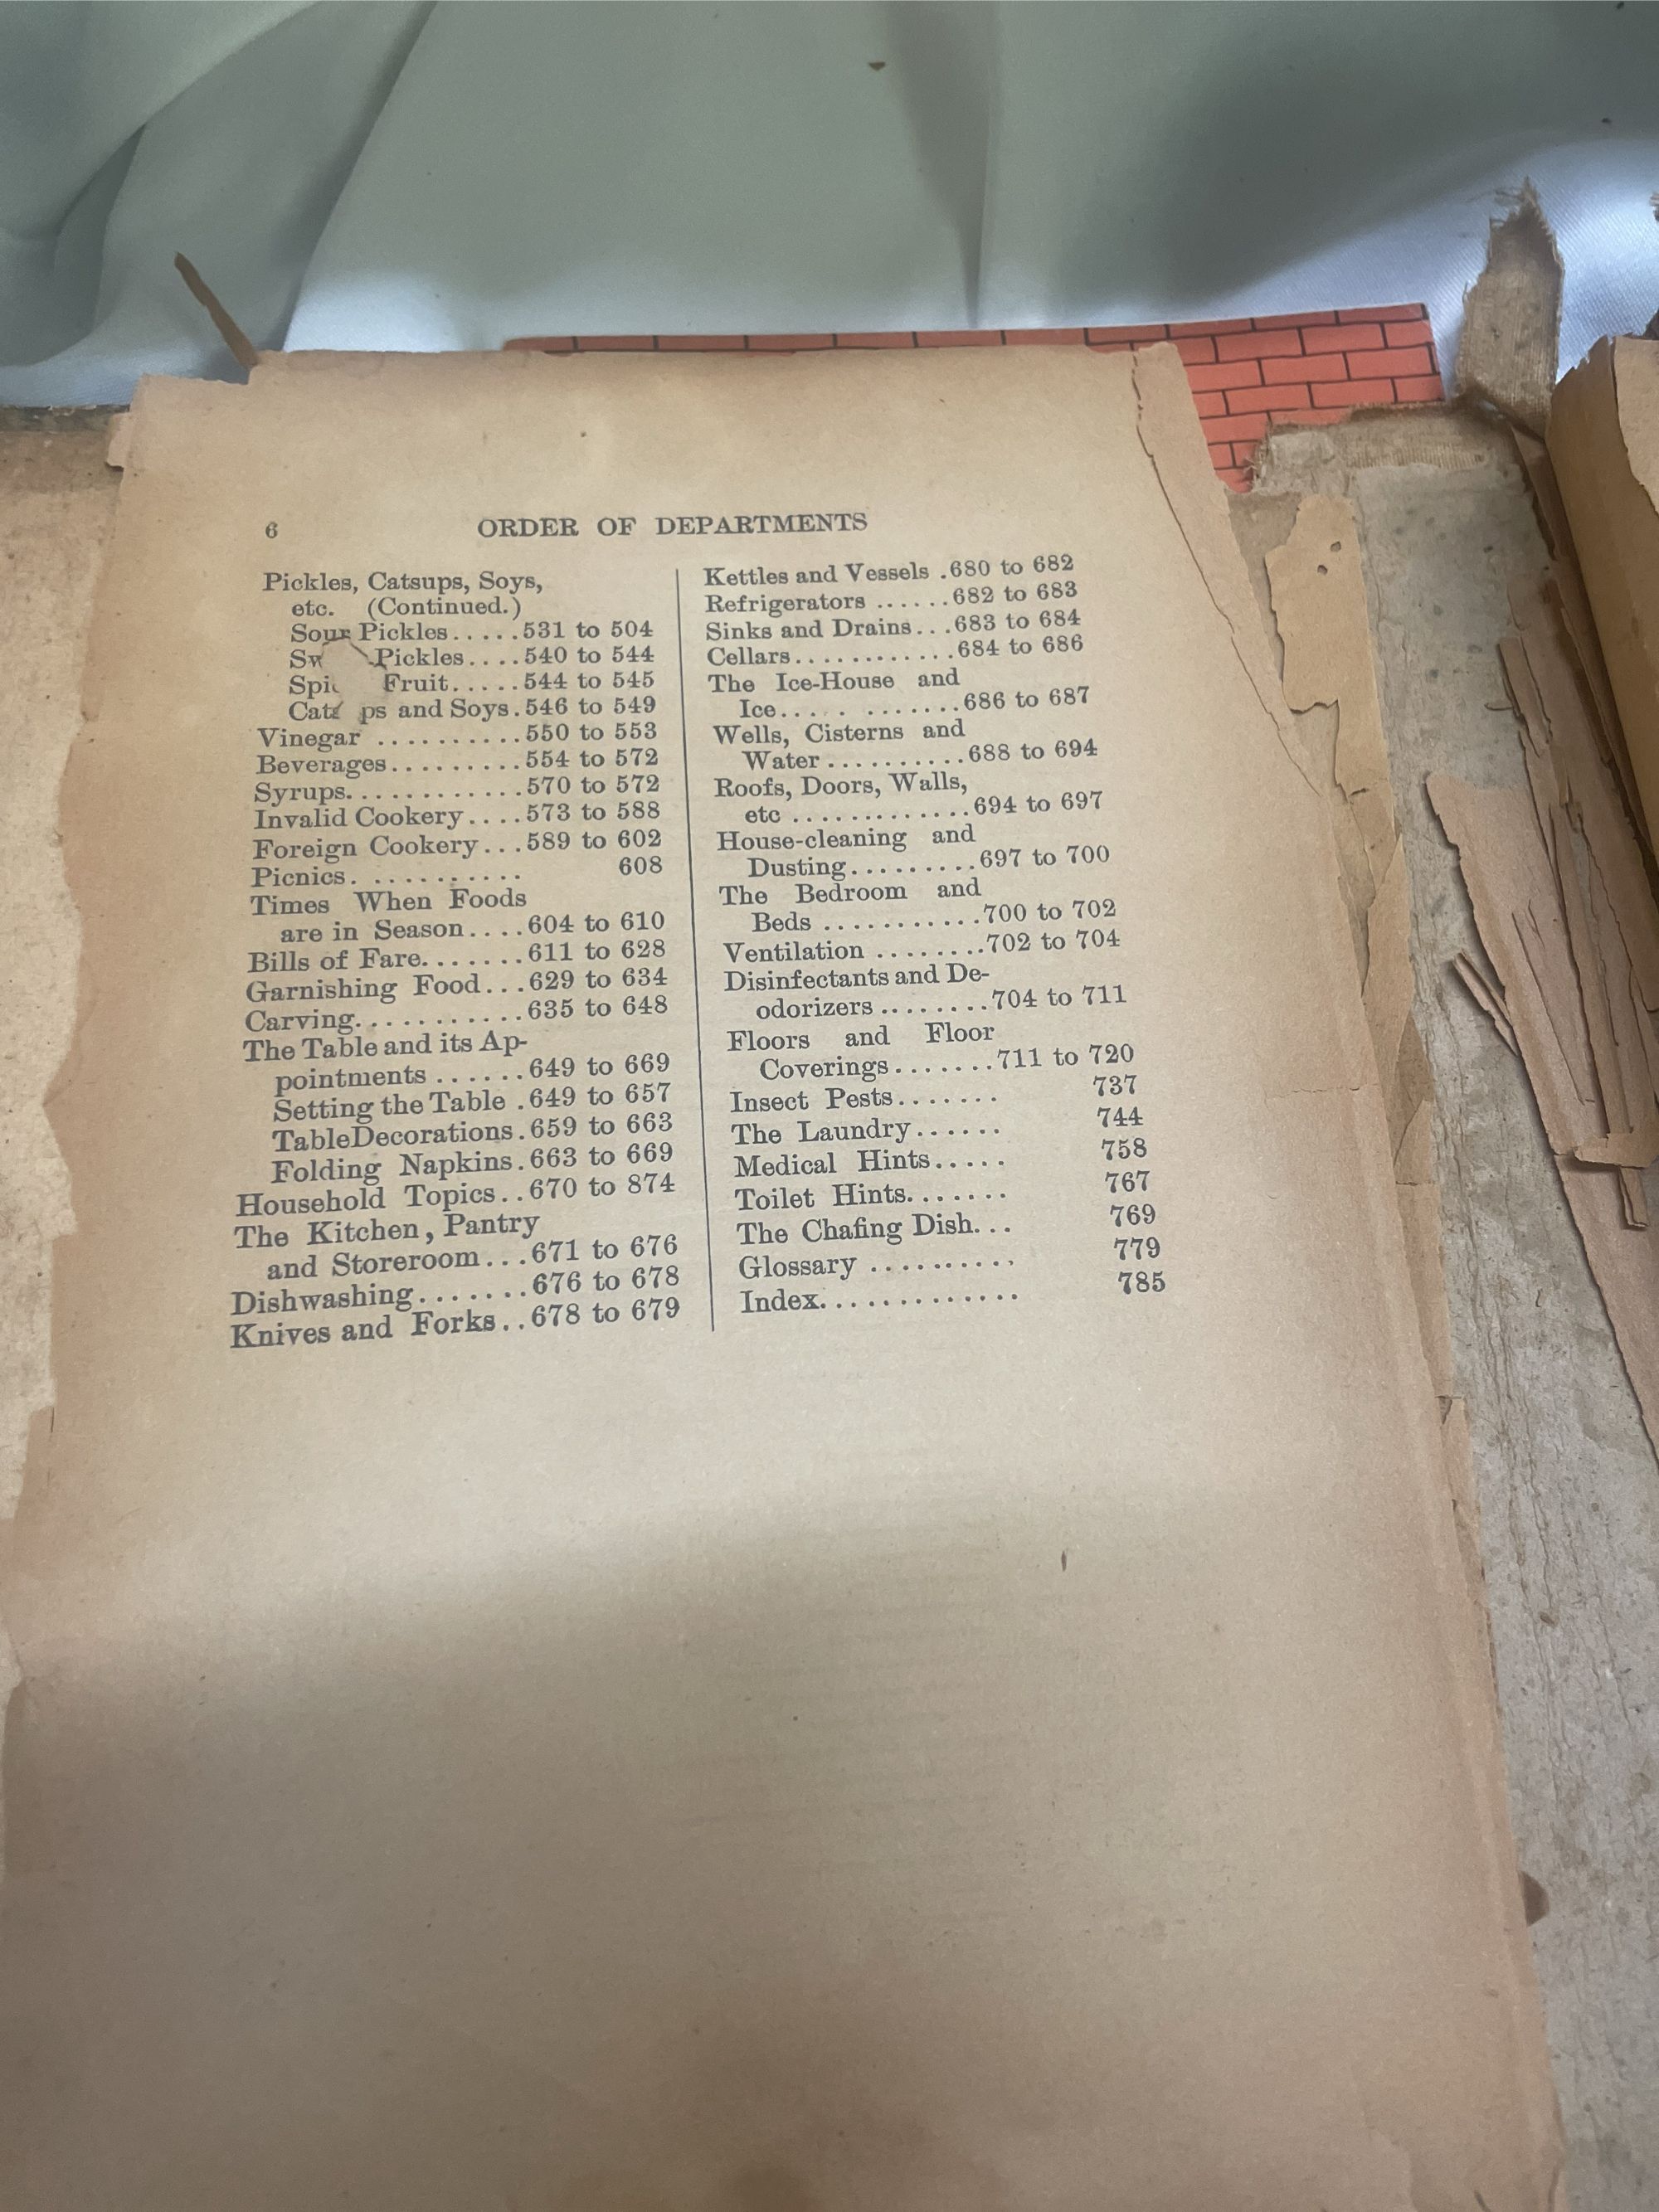 6 ORDER OF DEPARTMENTS
Pickles, Catsups, Soys,
etc. (Continued.)
Sour Pickles.....531 to 504
Pickles....540 to 544
Fruit.....544 to 545
ps and Soys.546 to 549
Vinegar ..........550 to 553
Beverages.........554 to 572
Syrups............570 to 572
Invalid Cookery....573 to 588
Foreign Cookery...589 to 602
Picnics. .......... 608
Times When Foods
are in Season....604 to 610
Bills of Fare.......611 to 628
Garnishing Food...629 to 634
Carving...........635 to 648
The Table and its Ap-
pointments ......649 to 669
Setting the Table .649 to 657
TableDecorations.659 to 663
Folding Napkins.663 to 669
Household Topics..670 to 874
The Kitchen, Pantry
and Storeroom ...671 to 676
Dishwashing.......676 to 678
Knives and Forks..678 to 679
Kettles and Vessels .680 to 682
Refrigerators ......682 to 683
Sinks and Drains...683 to 684
Cellars............684 to 686
The Ice-House and
Ice.... .......686 to 687
Wells, Cisterns and
Water..........688 to 694
Roofs, Doors, Walls,
etc .............694 to 697
House-cleaning and
Dusting.........697 to 700
The Bedroom and
Beds ...........700 to 702
Ventilation ........702 to 704
Disinfectants and De-
odorizers ........704 to 711
Floors and Floor
Coverings.......711 to 720
Insect Pests....... 737
The Laundry...... 744
Medical Hints..... 758
Toilet Hints....... 767
The Chafing Dish... 769
Glossary .......... 779
Index............. 785